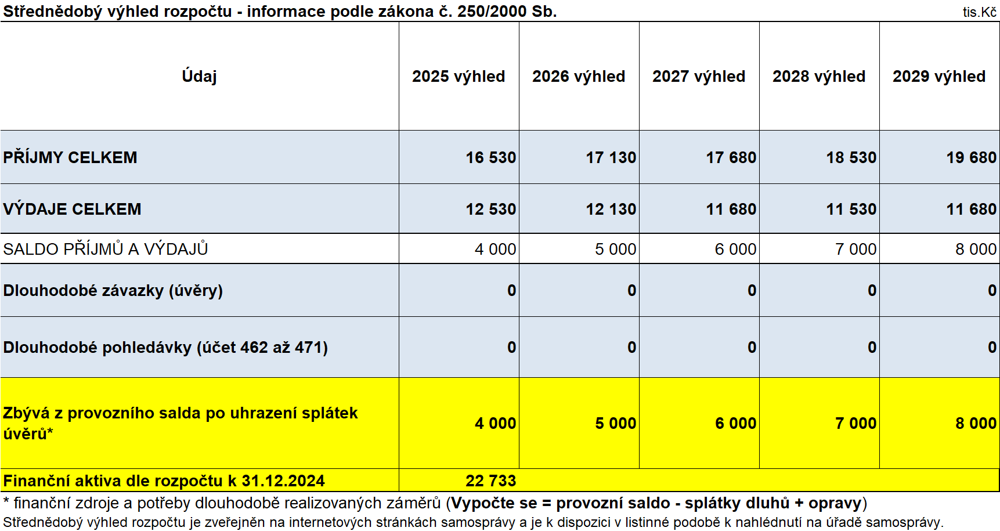 Střednědobý výhled rozpočtu - informace podle zákona č. 250/2000 Sb. tis.Kč
Údaj 2025 výhled 2026 výhled 2027 výhled 2028 výhled 2029 výhled
PŘÍJMY CELKEM 16 530 17 130 17 680 18 530 19 680
VÝDAJE CELKEM 12 530 12 130 11 680 11 530 11 680
SALDO PŘÍJMŮ A VÝDAJŮ 4 000 5 000 6 000 7 000 8 000
Dlouhodobé závazky (úvěry) 0 0 0 0 0
Dlouhodobé pohledávky (účet 462 až 471) 0 0 0 0 0
Zbývá z provozního salda po uhrazení splátek
úvěrů* 4 000 5 000 6 000 7 000 8 000
Finanční aktiva dle rozpočtu k 31.12.2024 22 733
* finanční zdroje a potřeby dlouhodobě realizovaných záměrů (Vypočte se = provozní saldo - splátky dluhů + opravy)
Střednědobý výhled rozpočtu je zveřejněn na internetových stránkách samosprávy a je k dispozici v listinné podobě k nahlédnutí na úřadě samosprávy.